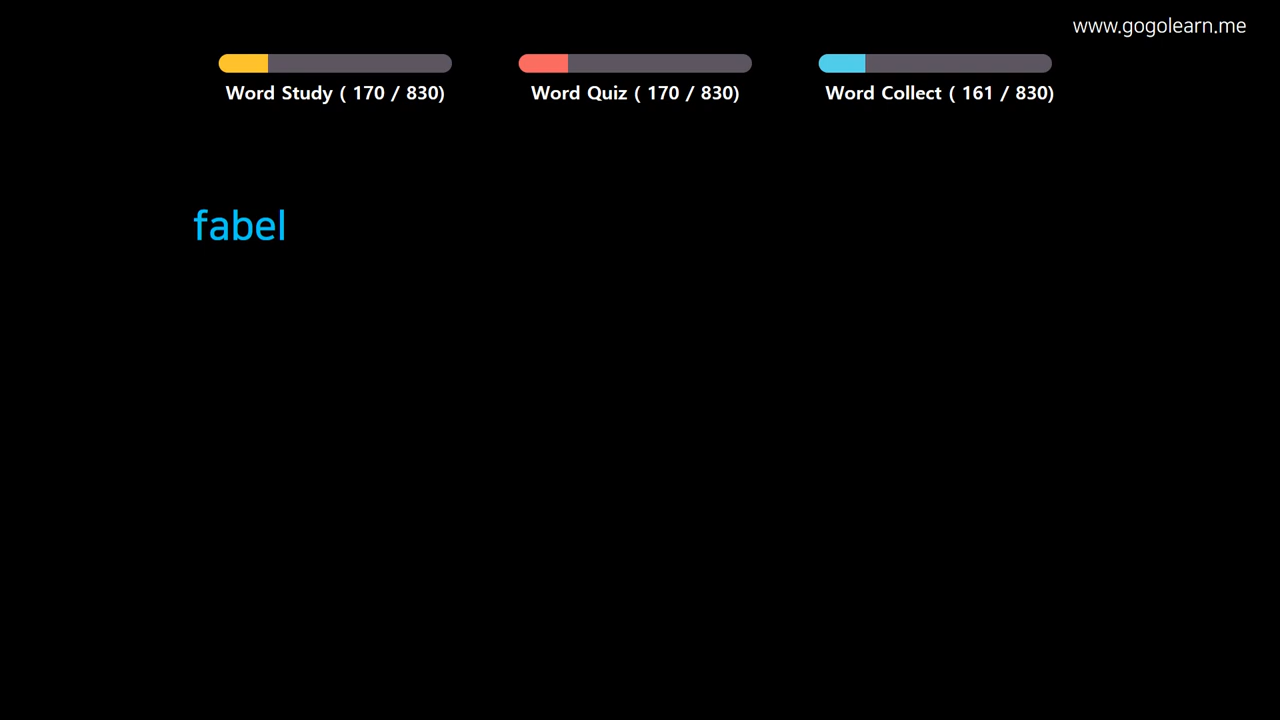 www.gogolearn.me
Word Study ( 170 / 830)
Word Quiz ( 170 / 830)
Word Collect ( 161 / 830)
fabel